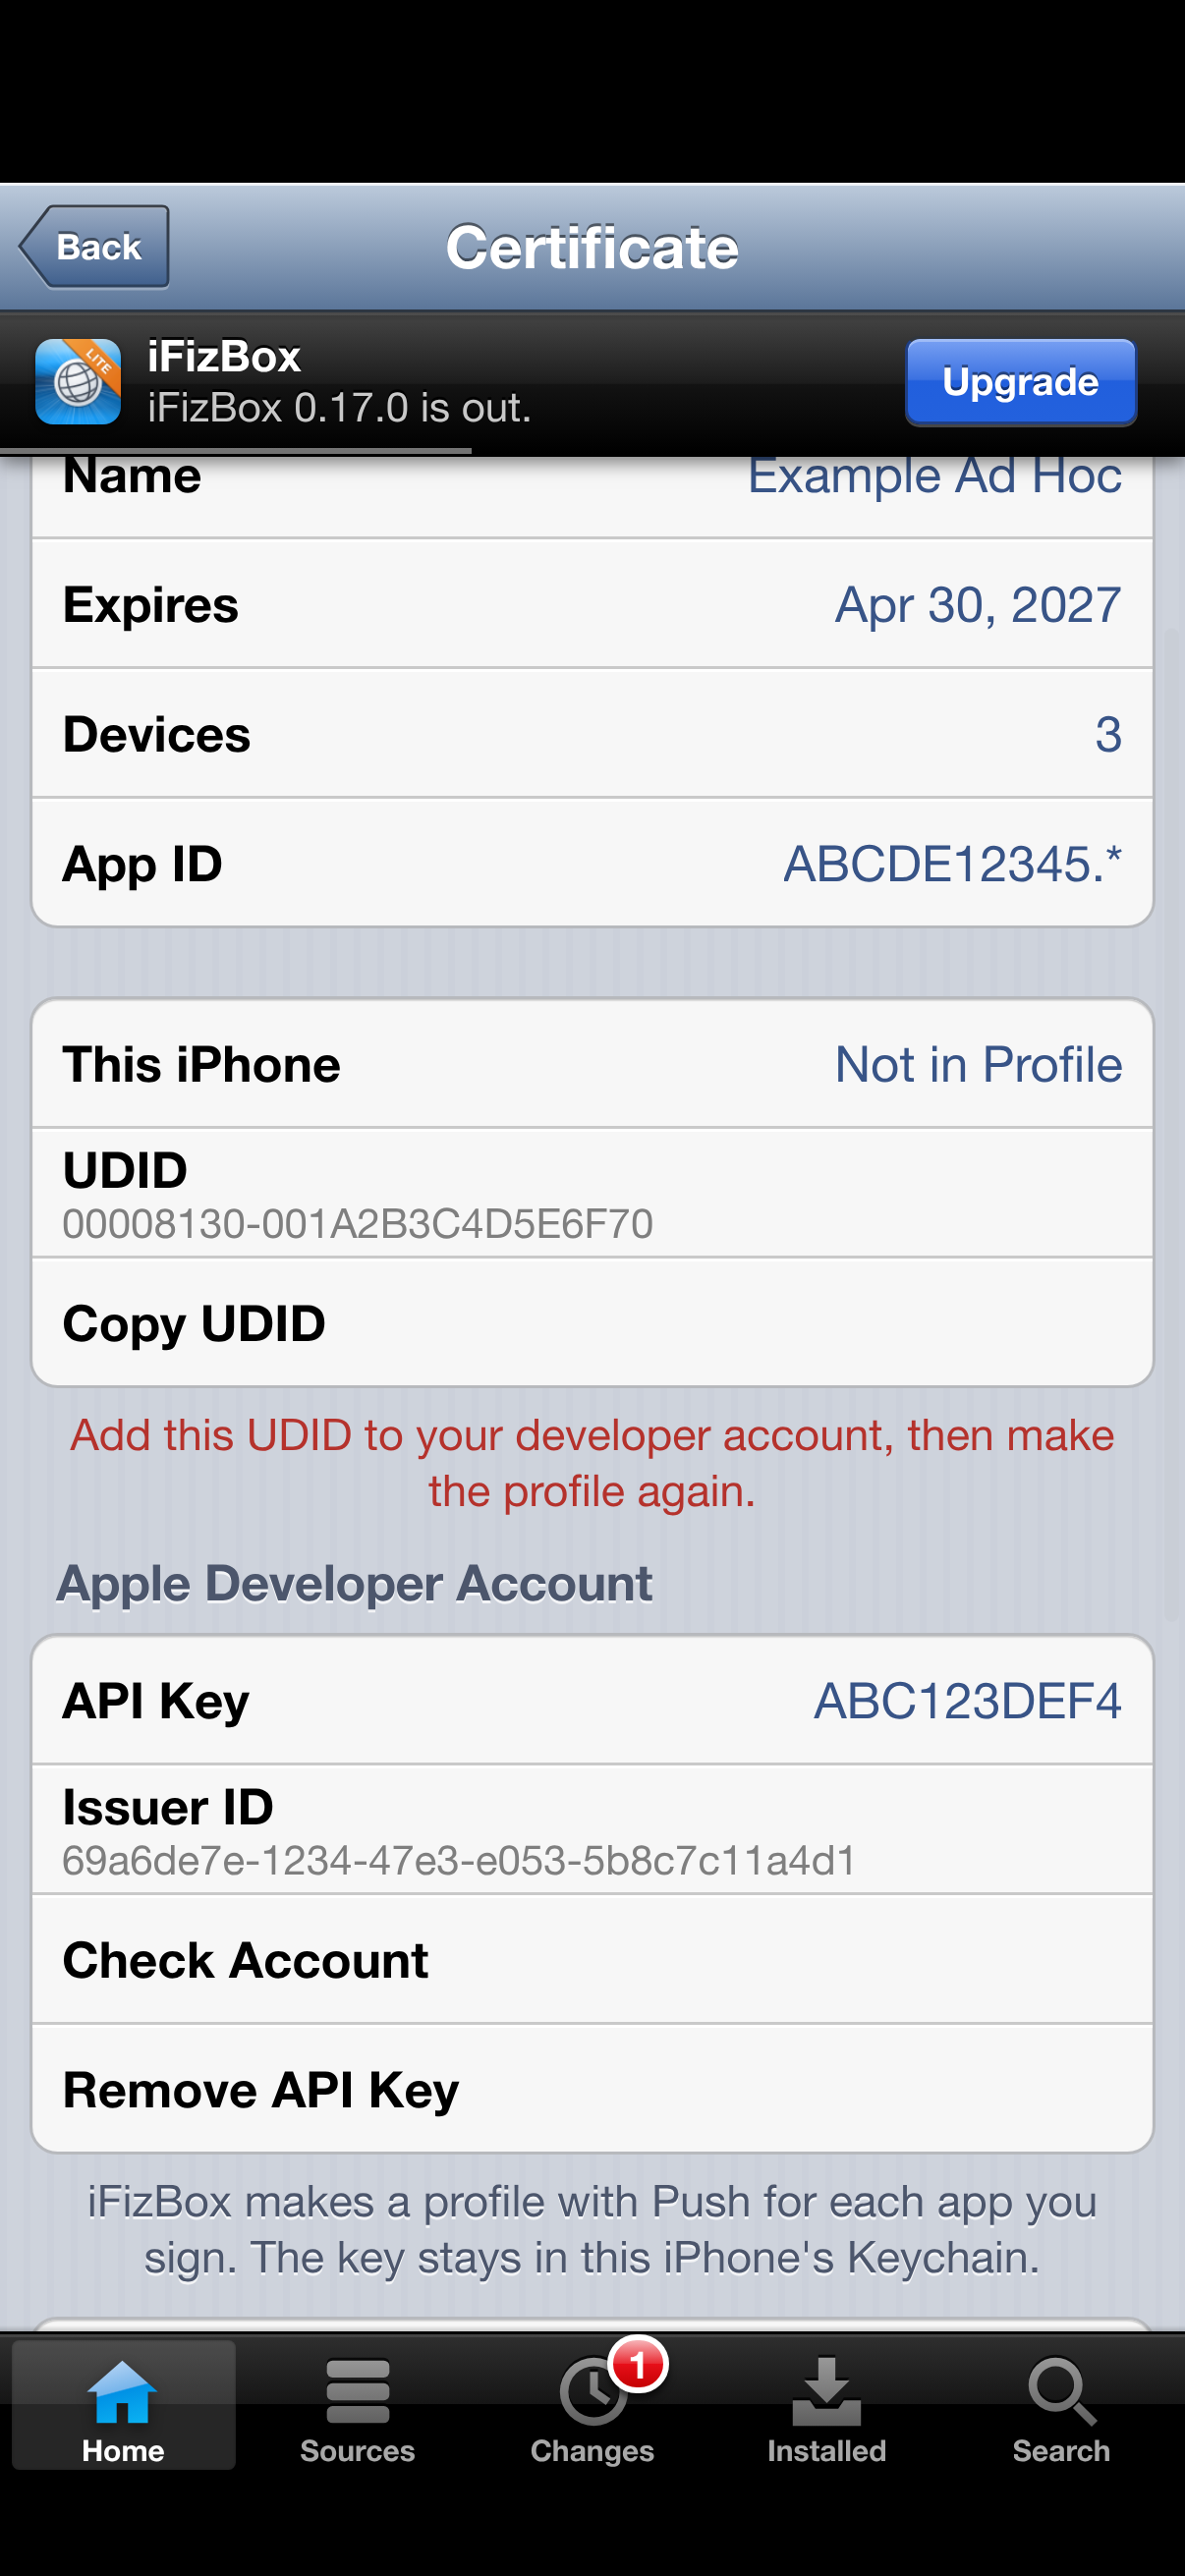 Back
Certificate
LITE
iFizBox
iFizBox 0.17.0 is out.
Upgrade
Name
Example Ad Hoc
Expires
Apr 30, 2027
Devices
3
App ID
ABCDE12345.*
This iPhone
Not in Profile
UDID
00008130-001A2B3C4D5E6F70
Copy UDID
Add this UDID to your developer account, then make
the profile again.
Apple Developer Account
API Key
ABC123DEF4
Issuer ID
69a6de7e-1234-47e3-e053-5b8c7c11a4d1
Check Account
Remove API Key
iFizBox makes a profile with Push for each app you
sign. The key stays in this iPhone's Keychain.
1
Home
Sources
Changes
Installed
Search